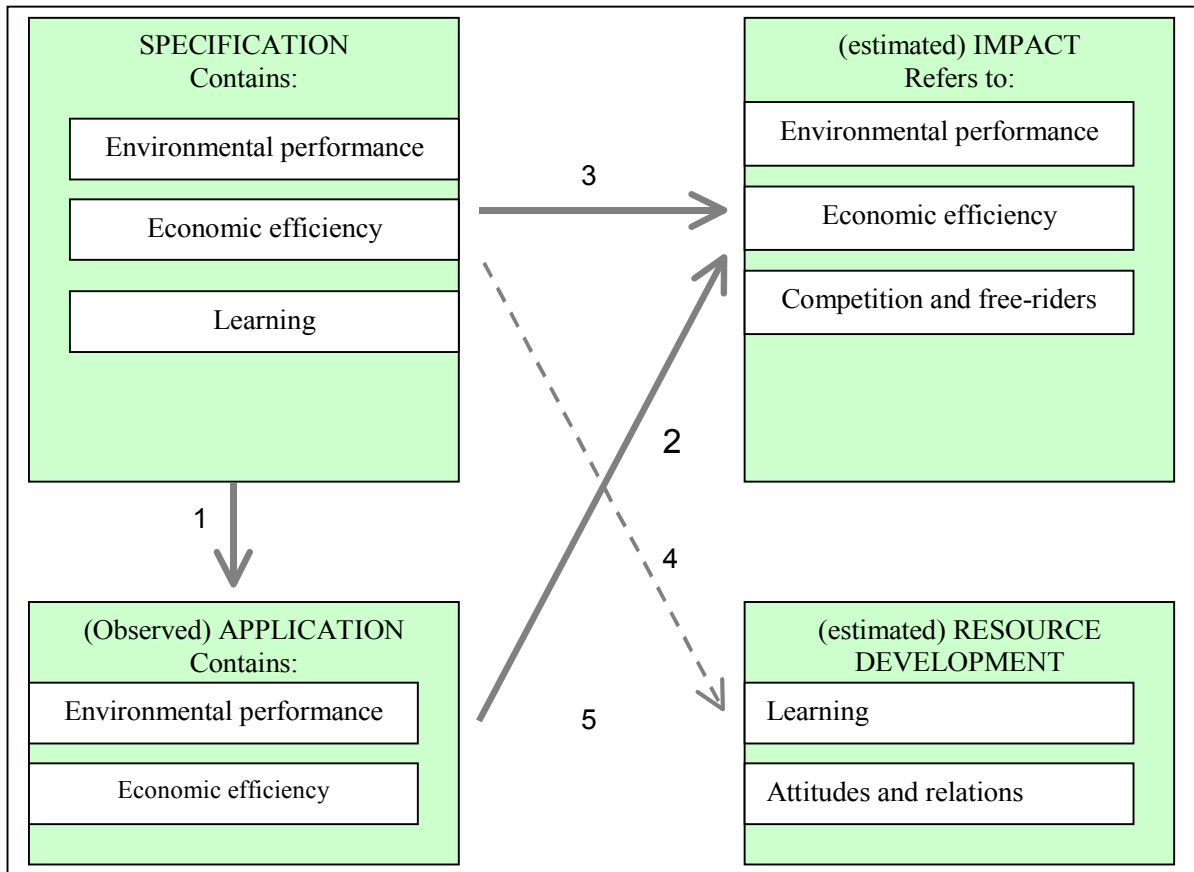 SPECIFICATION
Contains:
Environmental performance
Economic efficiency
Learning
(estimated) IMPACT
Refers to:
Environmental performance
Economic efficiency
Competition and free-riders
3
2
1
4
5
(Observed) APPLICATION
Contains:
Environmental performance
Economic efficiency
(estimated) RESOURCE
DEVELOPMENT
Learning
Attitudes and relations